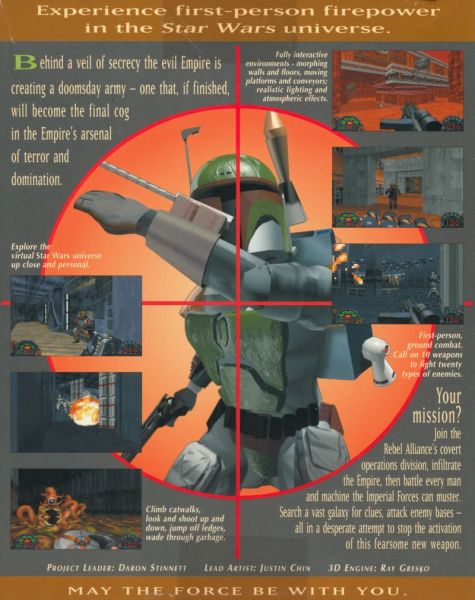 Experience first-person firepower
in the Star Wars universe.
Behind a veil of secrecy the evil Empire is
creating a doomsday army – one that, if finished,
will become the final cog
in the Empire's arsenal
of terror and
domination.
Fully interactive
environments - morphing
walls and floors, moving
platforms and conveyors;
realistic lighting and
atmospheric effects.
Explore the
virtual Star Wars universe
up close and personal.
First-person,
ground combat.
Call on 10 weapons
to fight twenty
types of enemies.
Climb catwalks,
look and shoot up and
down, jump off ledges,
wade through garbage.
Your
mission?
Join the
Rebel Alliance's covert
operations division, infiltrate
the Empire, then battle every man
and machine the Imperial Forces can muster.
Search a vast galaxy for clues, attack enemy bases –
all in a desperate attempt to stop the activation
of this fearsome new weapon.
Project Leader: Daron Stinnett Lead Artist: Justin Chin 3D Engine: Ray Gresko
MAY THE FORCE BE WITH YOU.